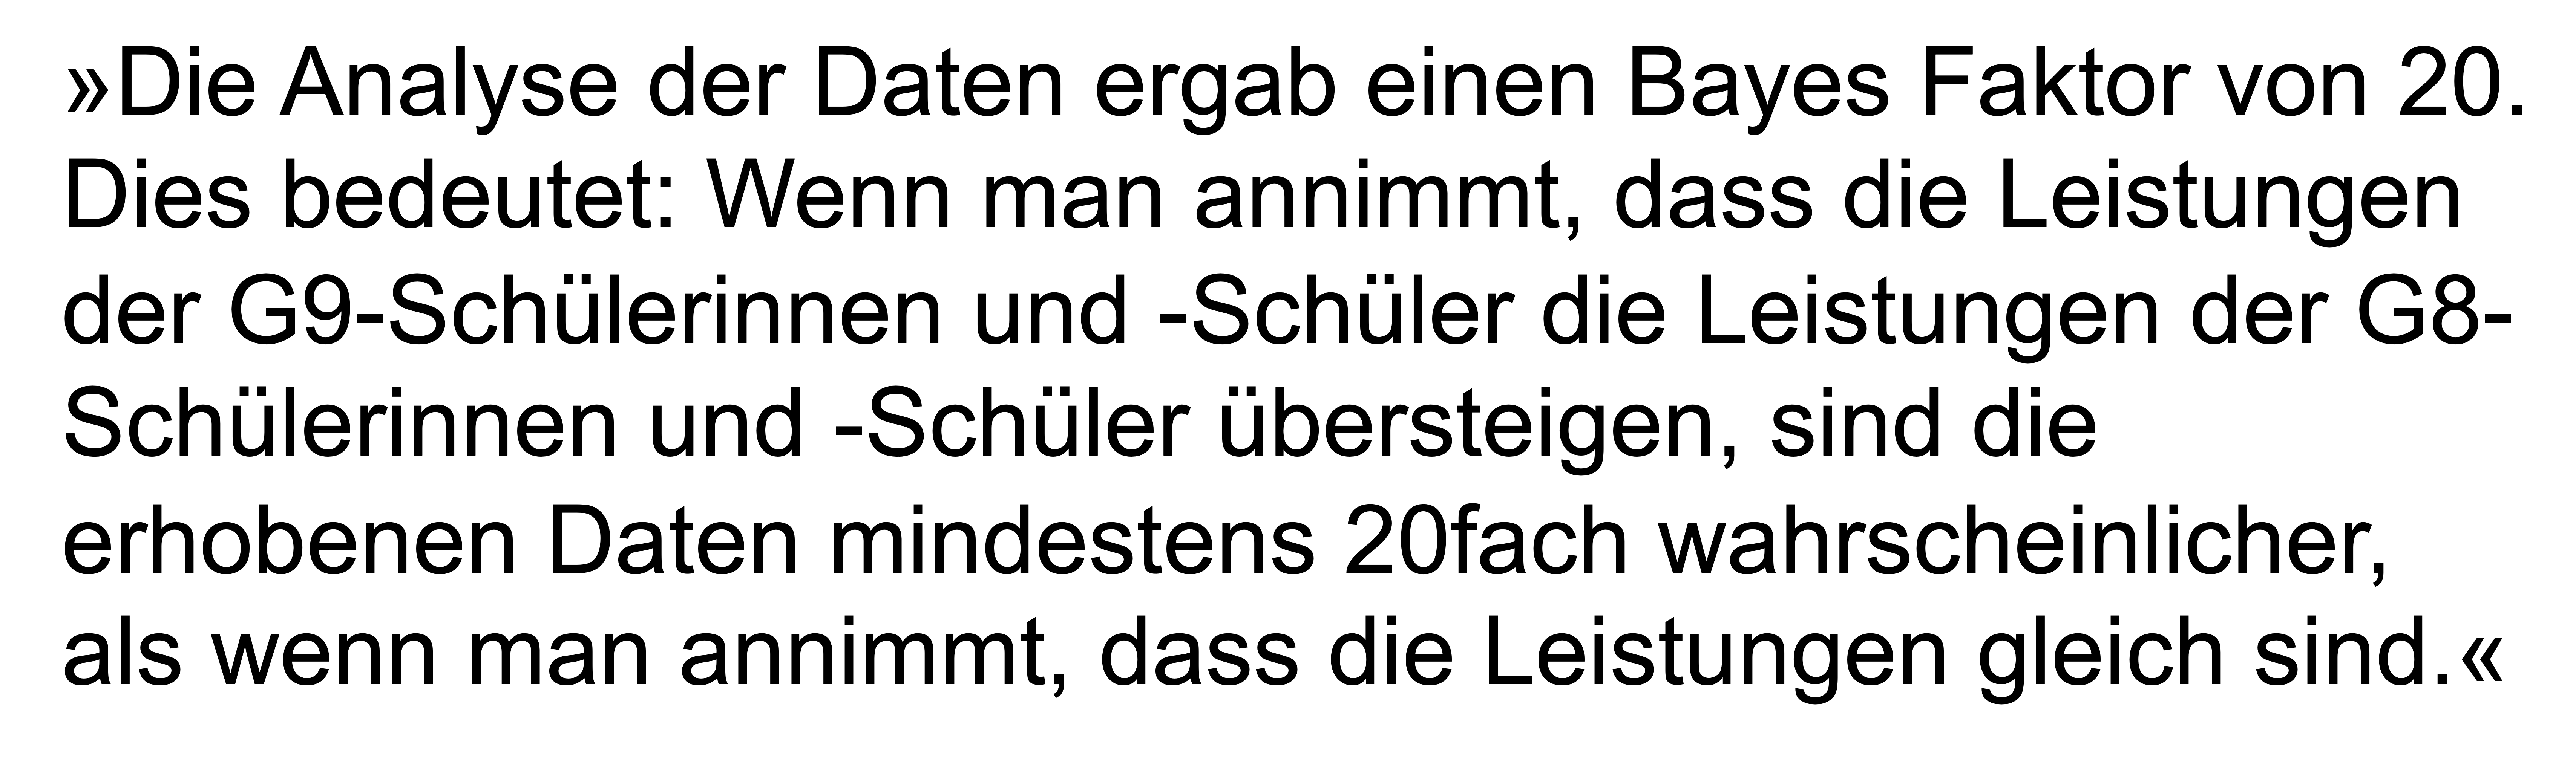 »Die Analyse der Daten ergab einen Bayes Faktor von 20.
Dies bedeutet: Wenn man annimmt, dass die Leistungen
der G9-Schülerinnen und -Schüler die Leistungen der G8-
Schülerinnen und -Schüler übersteigen, sind die
erhobenen Daten mindestens 20fach wahrscheinlicher,
als wenn man annimmt, dass die Leistungen gleich sind.«